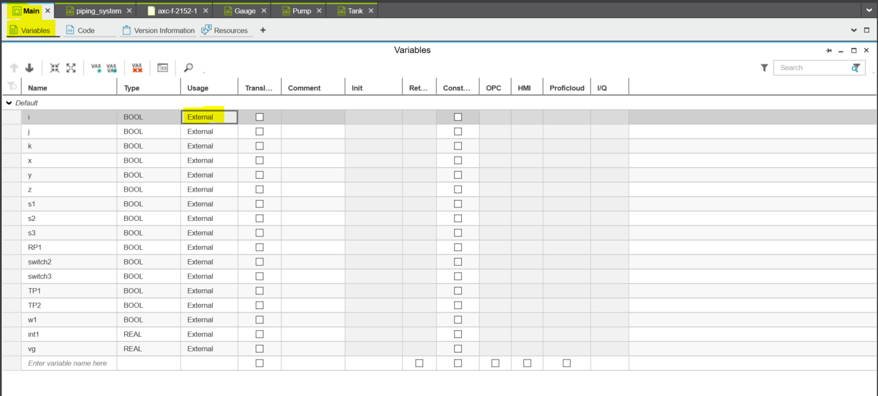 Main piping_system axc-f-2152-1 Gauge Pump Tank
Variables Code Version Information Resources
Variables
VAR VAR VAR Search
Name Type Usage Transl... Comment Init Ret... Const... OPC HMI Proficloud I/Q
Default
i BOOL External
j BOOL External
k BOOL External
x BOOL External
y BOOL External
z BOOL External
s1 BOOL External
s2 BOOL External
s3 BOOL External
RP1 BOOL External
switch2 BOOL External
switch3 BOOL External
TP1 BOOL External
TP2 BOOL External
w1 BOOL External
int1 REAL External
vg REAL External
Enter variable name here